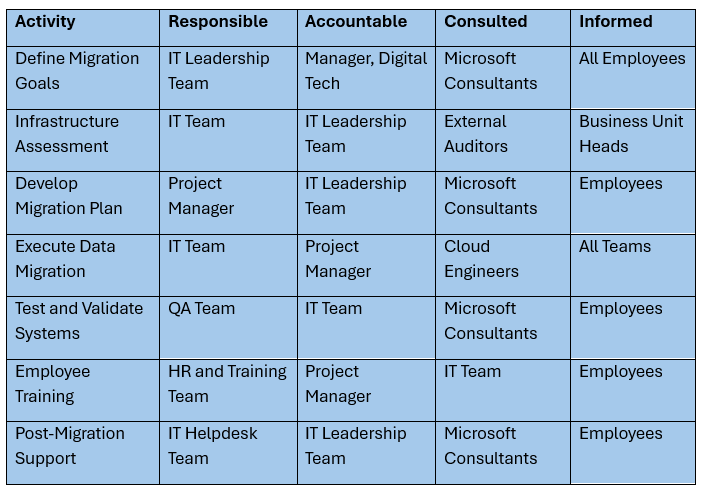 Activity Responsible Accountable Consulted Informed
Define Migration IT Leadership Manager, Digital Microsoft All Employees
Goals Team Tech Consultants
Infrastructure IT Team IT Leadership External Business Unit
Assessment Team Auditors Heads
Develop Project IT Leadership Microsoft Employees
Migration Plan Manager Team Consultants
Execute Data IT Team Project Cloud All Teams
Migration Manager Engineers
Test and Validate QA Team IT Team Microsoft Employees
Systems Consultants
Employee HR and Training Project IT Team Employees
Training Team Manager
Post-Migration IT Helpdesk IT Leadership Microsoft Employees
Support Team Team Consultants